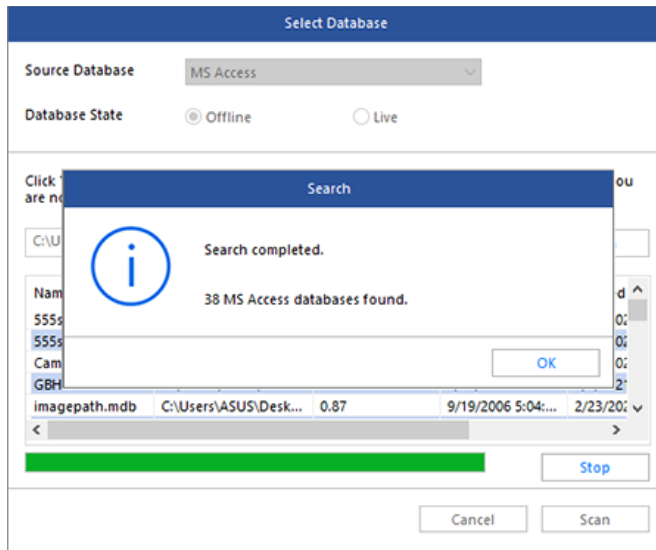 Select Database
Source Database
MS Access
Database State
Offline
Live
Click
ou
are no
Search
Search completed.
38 MS Access databases found.
OK
C:\U
Nam
d
555s
02
555s
02
Cam
02
GBH
21
imagepath.mdb C:\Users\ASUS\Desk... 0.87 9/19/2006 5:04:... 2/23/202
Stop
Cancel
Scan